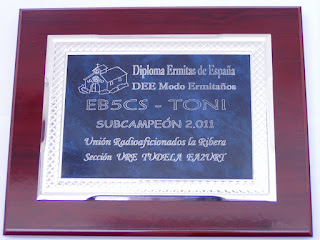 Diploma Ermitas de España
DEE Modo Ermitaños
EB5CS - TONI
SUBCAMPEÓN 2.011
Unión Radioaficionados la Ribera
Sección URE TUDELA EA2URT